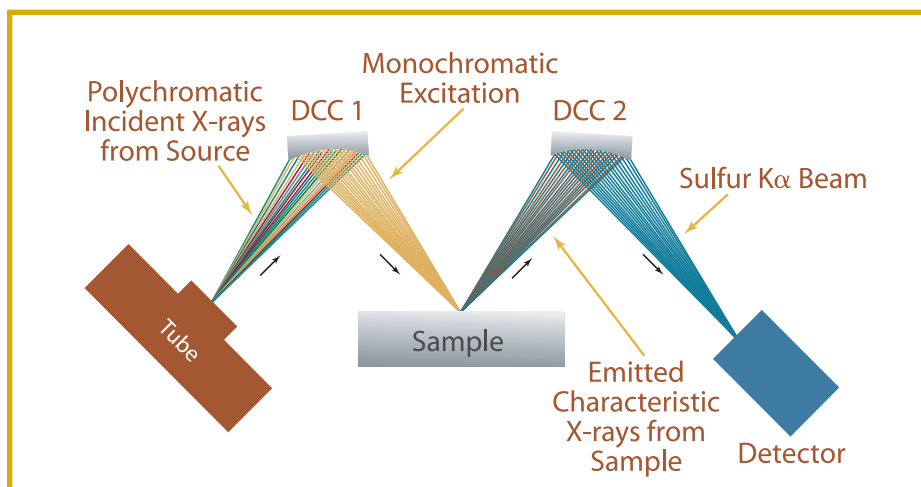 Polychromatic
Incident X-rays
from Source
DCC 1
Monochromatic
Excitation
DCC 2
Sulfur Kα Beam
Tube
Sample
Emitted
Characteristic
X-rays from
Sample
Detector